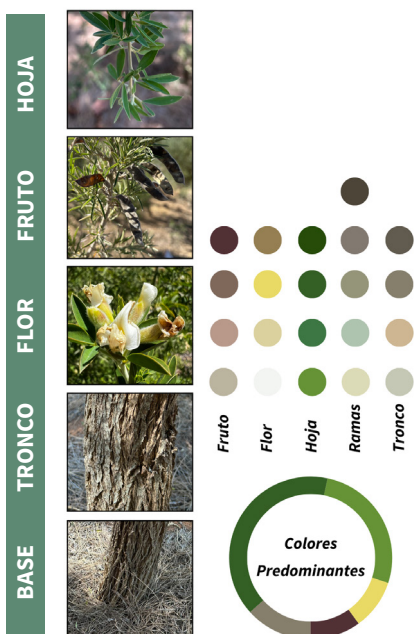 HOJA
FRUTO
FLOR
TRONCO
BASE
Fruto
Flor
Hoja
Ramas
Tronco
Colores
Predominantes